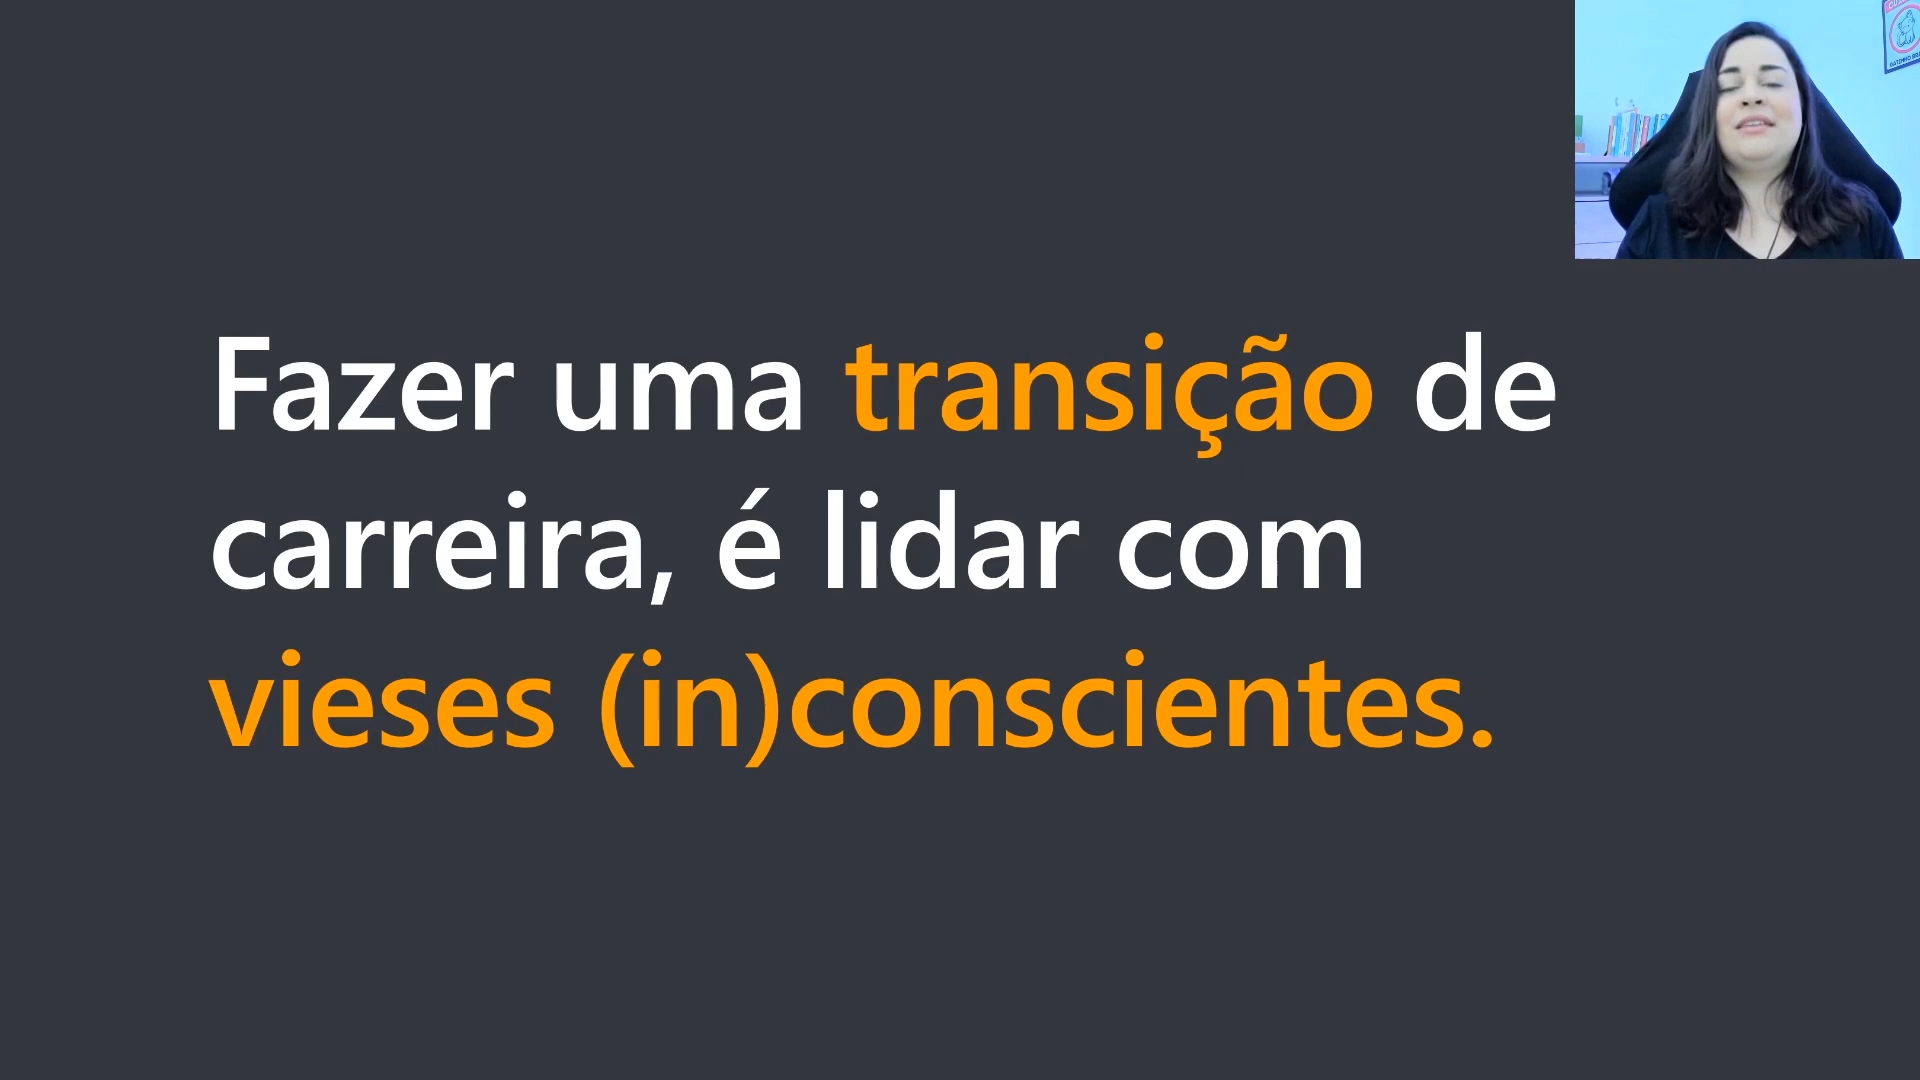 Fazer uma transição de
carreira, é lidar com
vieses (in)conscientes.